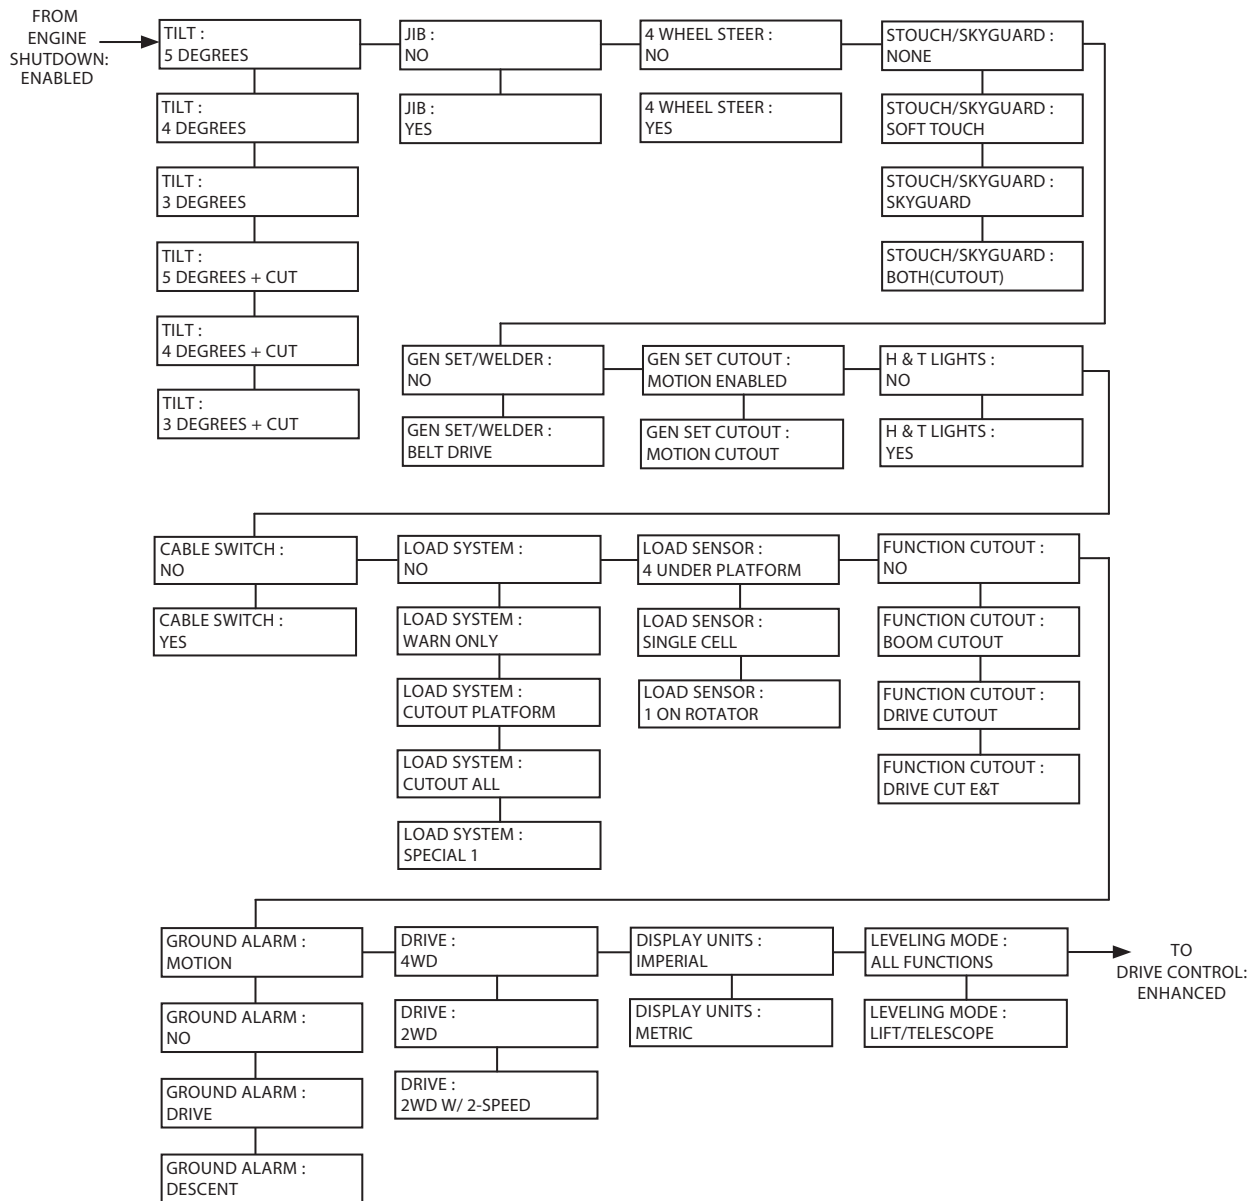 FROM
ENGINE
SHUTDOWN:
ENABLED
TILT :
5 DEGREES
TILT :
4 DEGREES
TILT :
3 DEGREES
TILT :
5 DEGREES + CUT
TILT :
4 DEGREES + CUT
TILT :
3 DEGREES + CUT
JIB :
NO
JIB :
YES
4 WHEEL STEER :
NO
4 WHEEL STEER :
YES
STOUCH/SKYGUARD :
NONE
STOUCH/SKYGUARD :
SOFT TOUCH
STOUCH/SKYGUARD :
SKYGUARD
STOUCH/SKYGUARD :
BOTH(CUTOUT)
GEN SET/WELDER :
NO
GEN SET/WELDER :
BELT DRIVE
GEN SET CUTOUT :
MOTION ENABLED
GEN SET CUTOUT :
MOTION CUTOUT
H & T LIGHTS :
NO
H & T LIGHTS :
YES
CABLE SWITCH :
NO
CABLE SWITCH :
YES
LOAD SYSTEM :
NO
LOAD SYSTEM :
WARN ONLY
LOAD SYSTEM :
CUTOUT PLATFORM
LOAD SYSTEM :
CUTOUT ALL
LOAD SYSTEM :
SPECIAL 1
LOAD SENSOR :
4 UNDER PLATFORM
LOAD SENSOR :
SINGLE CELL
LOAD SENSOR :
1 ON ROTATOR
FUNCTION CUTOUT :
NO
FUNCTION CUTOUT :
BOOM CUTOUT
FUNCTION CUTOUT :
DRIVE CUTOUT
FUNCTION CUTOUT :
DRIVE CUT E&T
GROUND ALARM :
MOTION
GROUND ALARM :
NO
GROUND ALARM :
DRIVE
GROUND ALARM :
DESCENT
DRIVE :
4WD
DRIVE :
2WD
DRIVE :
2WD W/ 2-SPEED
DISPLAY UNITS :
IMPERIAL
DISPLAY UNITS :
METRIC
LEVELING MODE :
ALL FUNCTIONS
LEVELING MODE :
LIFT/TELESCOPE
TO
DRIVE CONTROL:
ENHANCED